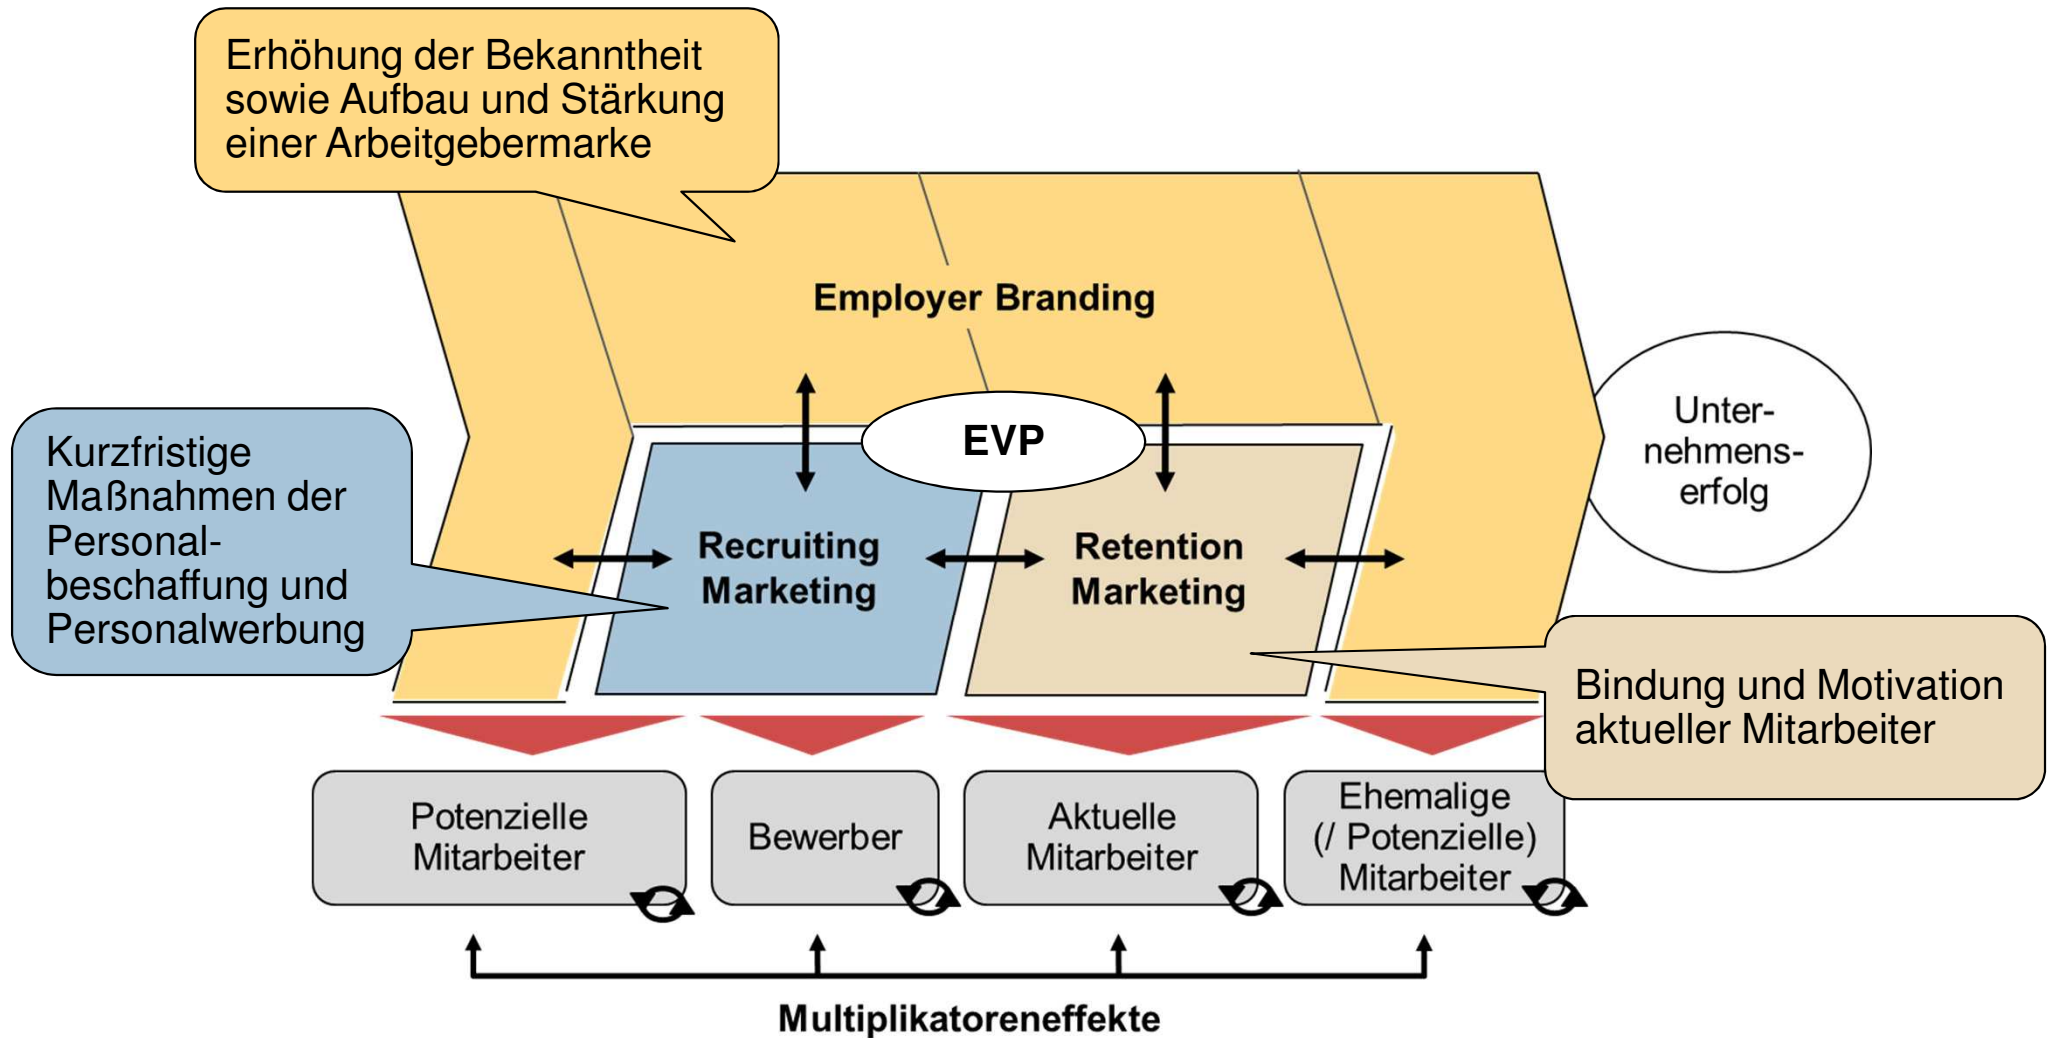 Erhöhung der Bekanntheit
sowie Aufbau und Stärkung
einer Arbeitgebermarke
Employer Branding
EVP
Unter-
nehmens-
erfolg
Kurzfristige
Maßnahmen der
Personal-
beschaffung und
Personalwerbung
Recruiting
Marketing
Retention
Marketing
Bindung und Motivation
aktueller Mitarbeiter
Potenzielle
Mitarbeiter
Bewerber
Aktuelle
Mitarbeiter
Ehemalige
(/ Potenzielle)
Mitarbeiter
Multiplikatoreneffekte